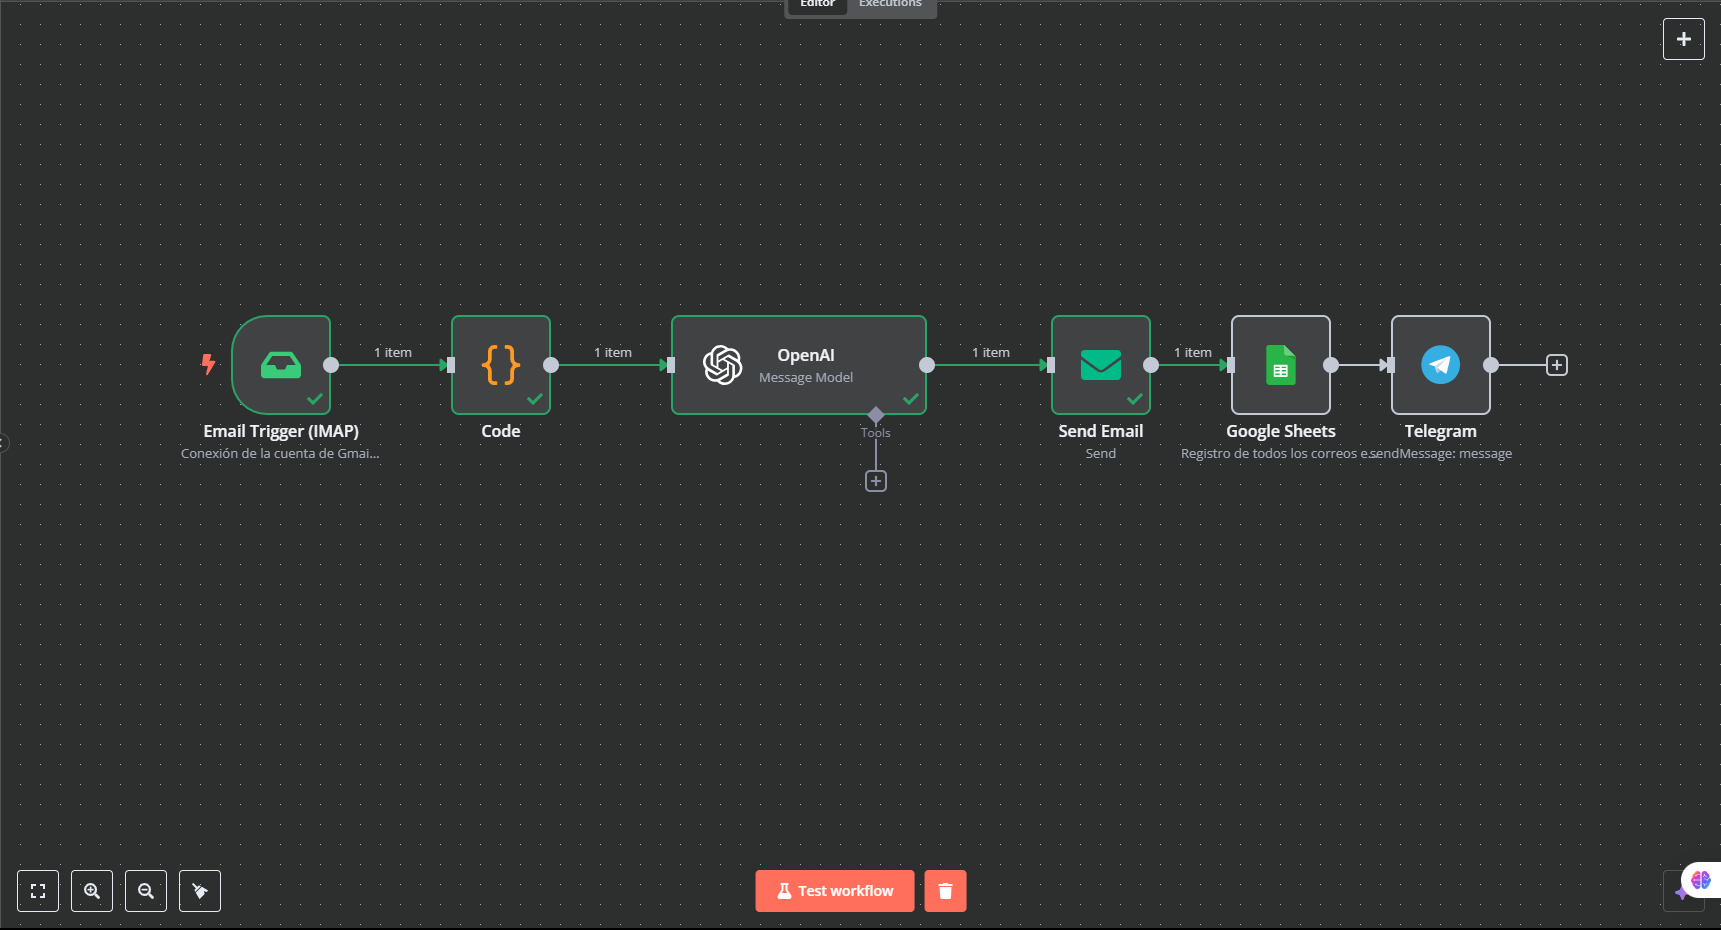 Editor Executions
1 item
1 item
1 item
1 item
OpenAI
Message Model
Tools
Email Trigger (IMAP)
Conexión de la cuenta de Gmai...
Code
Send Email
Send
Google Sheets
Registro de todos los correos e...
Telegram
sendMessage: message
Test workflow